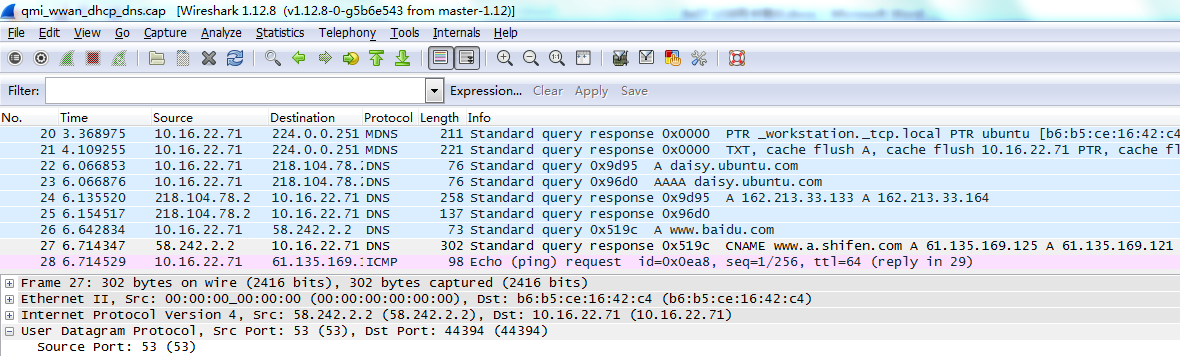 qmi_wwan_dhcp_dns.cap [Wireshark 1.12.8 (v1.12.8-0-g5b6e543 from master-1.12)]
File Edit View Go Capture Analyze Statistics Telephony Tools Internals Help
Filter: Expression... Clear Apply Save
No. Time Source Destination Protocol Length Info
20 3.368975 10.16.22.71 224.0.0.251 MDNS 211 Standard query response 0x0000 PTR _workstation._tcp.local PTR ubuntu [b6:b5:ce:16:42:c4
21 4.109255 10.16.22.71 224.0.0.251 MDNS 221 Standard query response 0x0000 TXT, cache flush A, cache flush 10.16.22.71 PTR, cache fl
22 6.066853 10.16.22.71 218.104.78.2 DNS 76 Standard query 0x9d95 A daisy.ubuntu.com
23 6.066876 10.16.22.71 218.104.78.2 DNS 76 Standard query 0x96d0 AAAA daisy.ubuntu.com
24 6.135520 218.104.78.2 10.16.22.71 DNS 258 Standard query response 0x9d95 A 162.213.33.133 A 162.213.33.164
25 6.154517 218.104.78.2 10.16.22.71 DNS 137 Standard query response 0x96d0
26 6.642834 10.16.22.71 58.242.2.2 DNS 73 Standard query 0x519c A www.baidu.com
27 6.714347 58.242.2.2 10.16.22.71 DNS 302 Standard query response 0x519c CNAME www.a.shifen.com A 61.135.169.125 A 61.135.169.121
28 6.714529 10.16.22.71 61.135.169.: ICMP 98 Echo (ping) request id=0x0ea8, seq=1/256, ttl=64 (reply in 29)
Frame 27: 302 bytes on wire (2416 bits), 302 bytes captured (2416 bits)
Ethernet II, Src: 00:00:00_00:00:00 (00:00:00:00:00:00), Dst: b6:b5:ce:16:42:c4 (b6:b5:ce:16:42:c4)
Internet Protocol Version 4, Src: 58.242.2.2 (58.242.2.2), Dst: 10.16.22.71 (10.16.22.71)
User Datagram Protocol, Src Port: 53 (53), Dst Port: 44394 (44394)
Source Port: 53 (53)